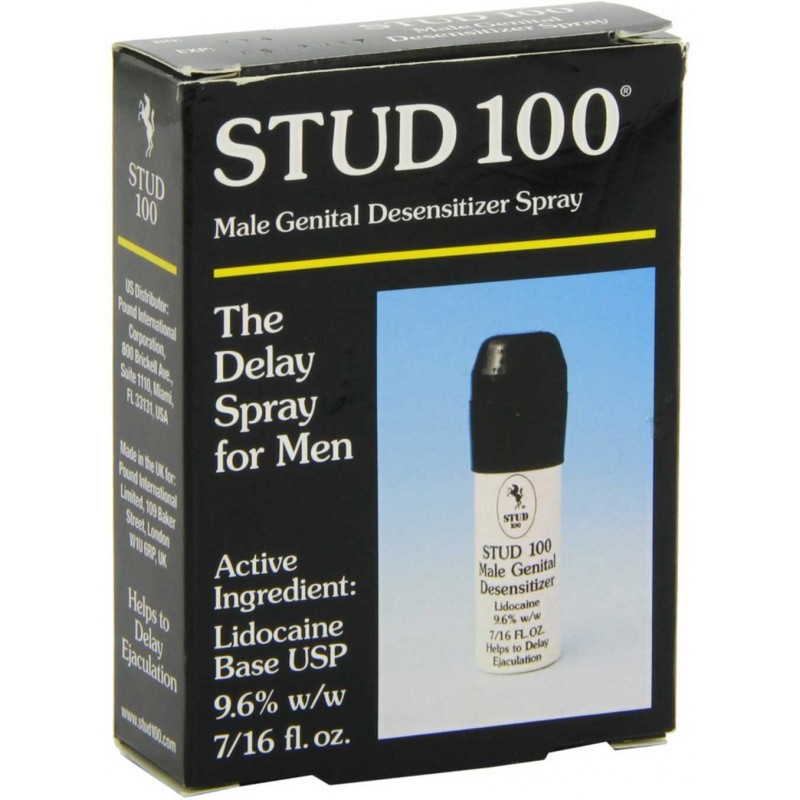 Male Genital
Desensitizer Spray
STUD 100®
Male Genital Desensitizer Spray
The
Delay
Spray
for Men
Active
Ingredient:
Lidocaine
Base USP
9.6% w/w
7/16 fl. oz.
STUD
100
STUD 100
Male Genital
Desensitizer
Lidocaine
9.6% w/w
7/16 FL. OZ.
Helps to Delay
Ejaculation
STUD
100
US Distributor:
Pound International
Corporation,
800 Brickell Ave.,
Suite 1110, Miami,
FL 33131, USA
Made in the UK for:
Pound International
Limited, 109 Baker
Street, London
W1U 6RP, UK
Helps to
Delay
Ejaculation
www.stud100.com